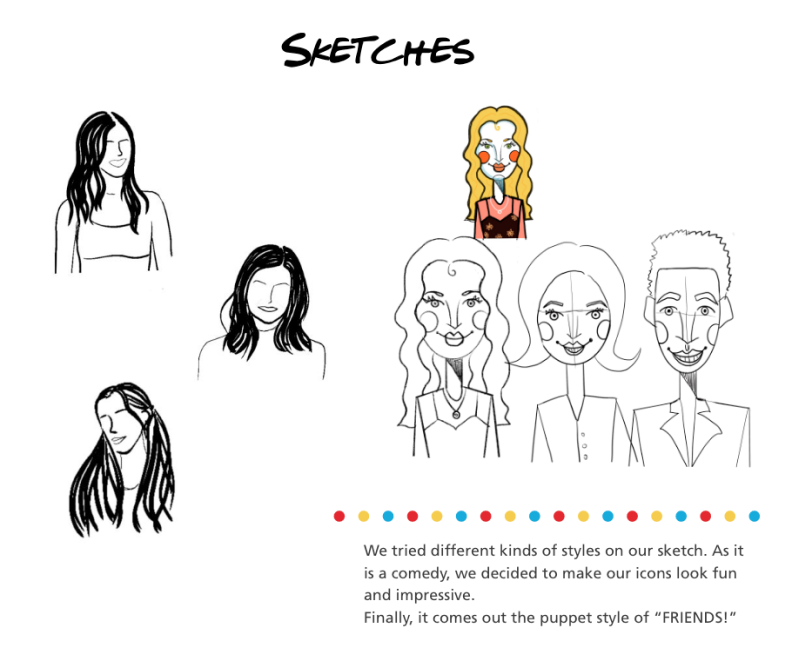 SKETCHES
We tried different kinds of styles on our sketch. As it
is a comedy, we decided to make our icons look fun
and impressive.
Finally, it comes out the puppet style of “FRIENDS!”